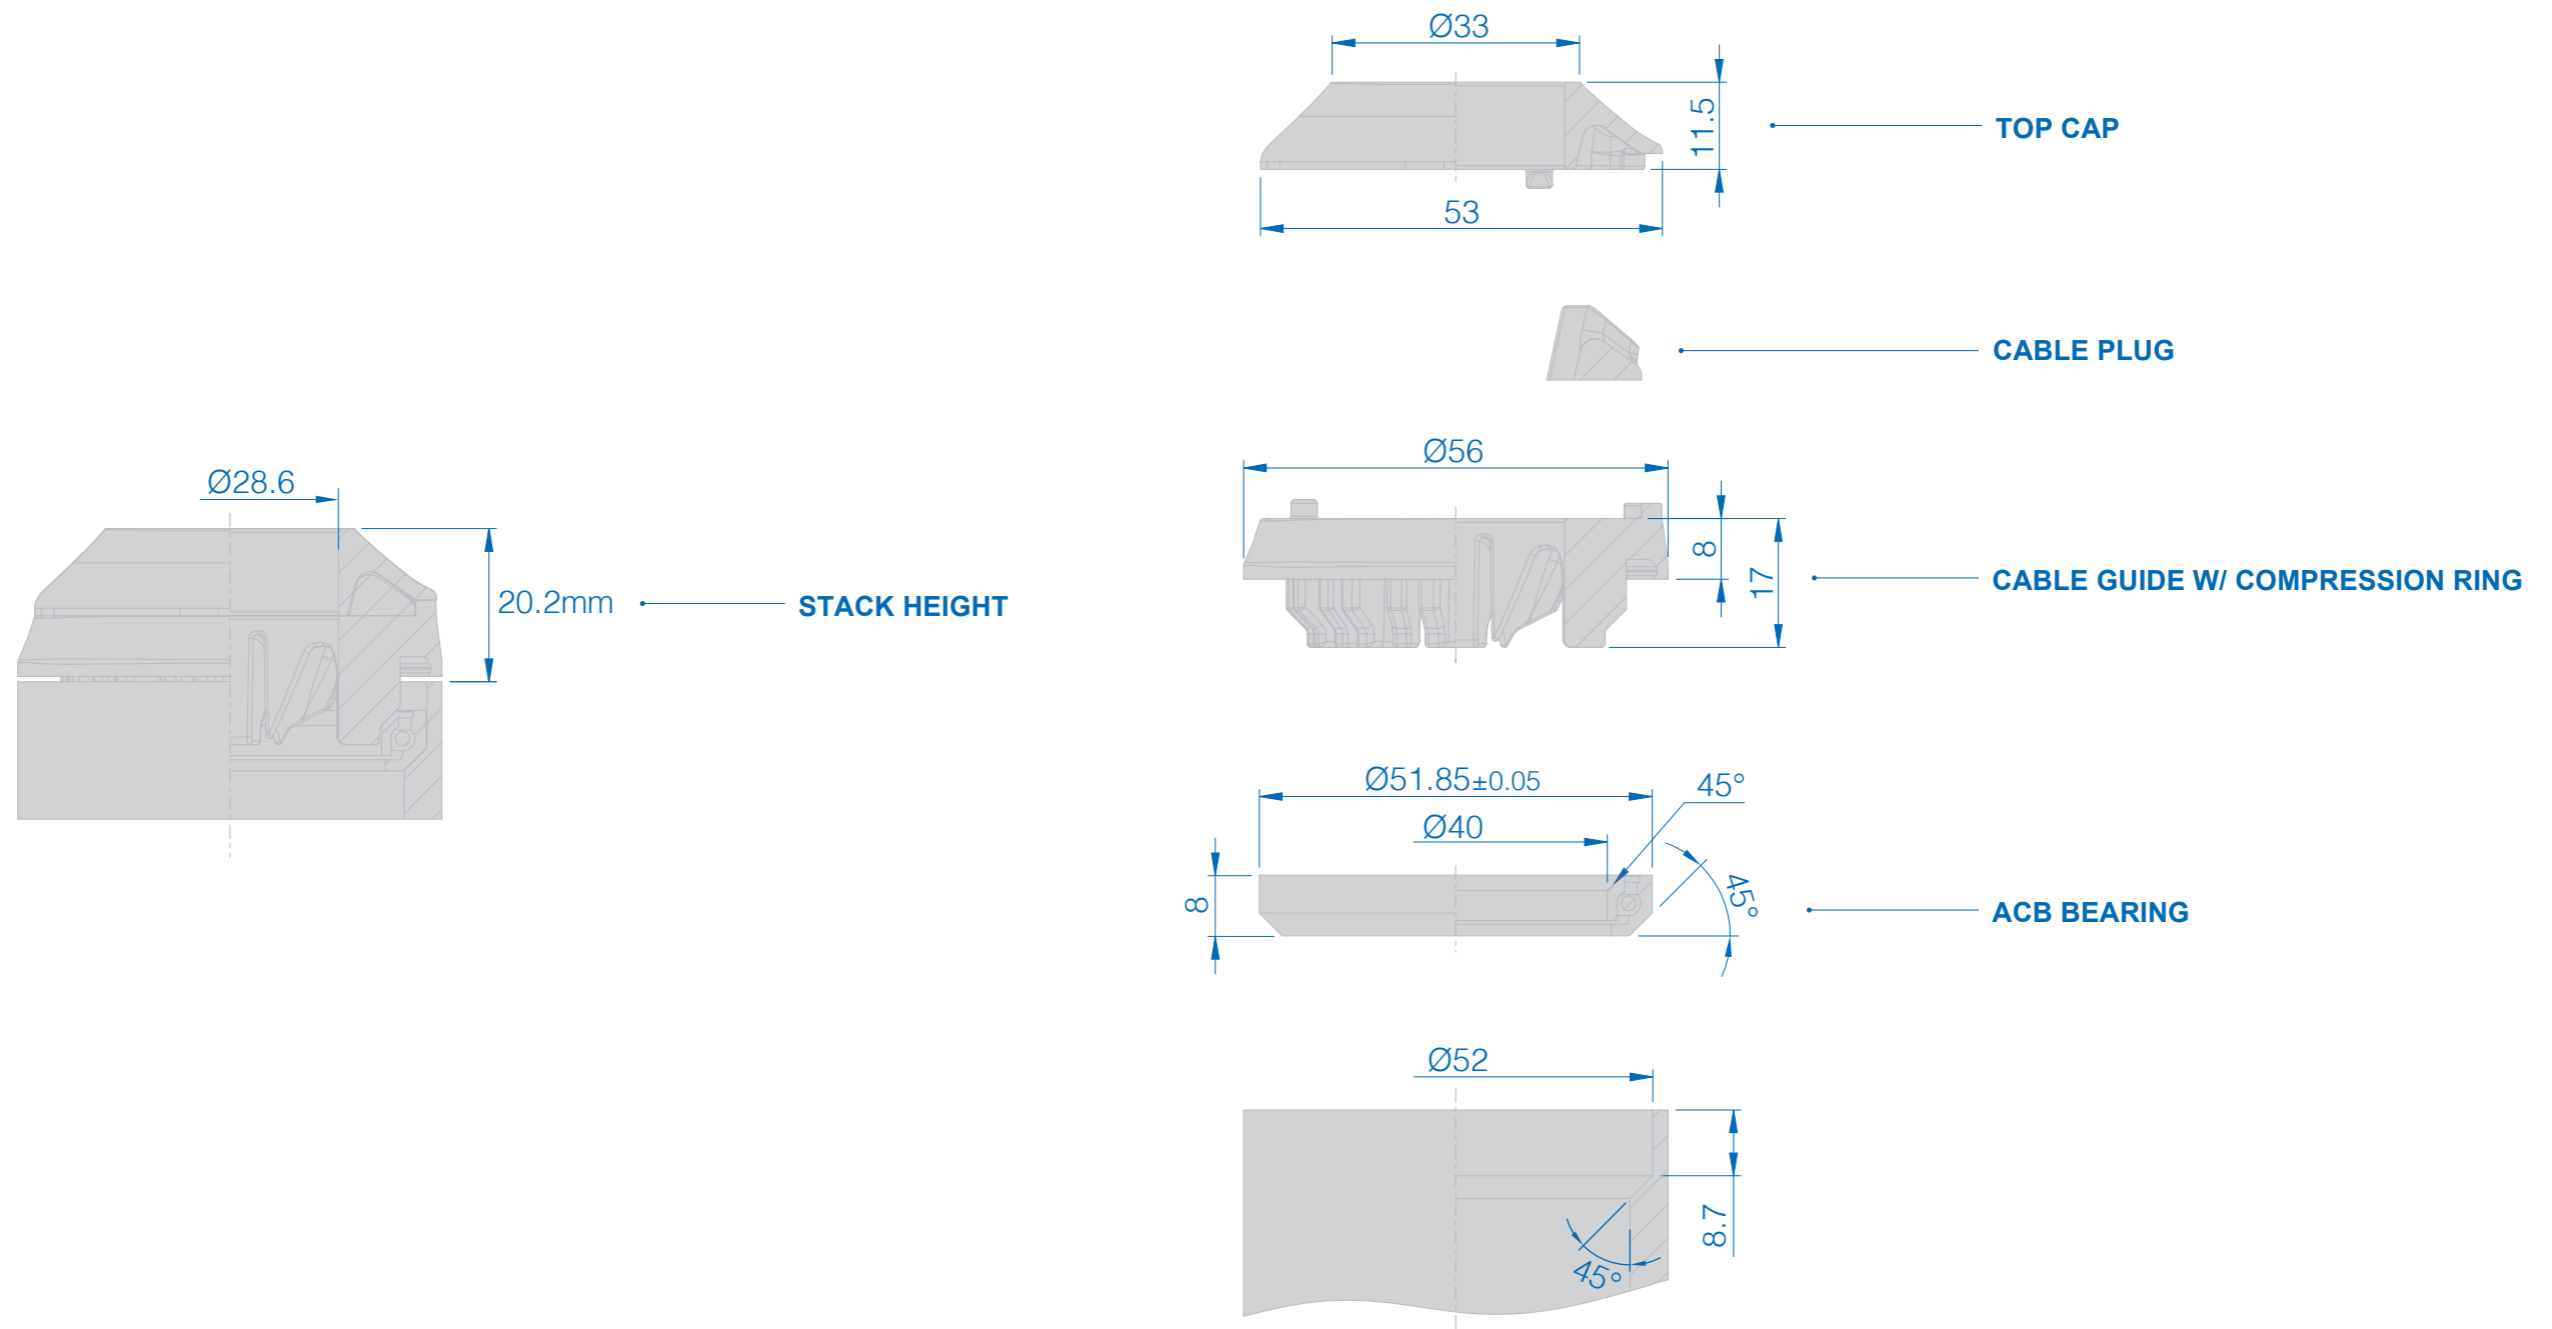 Ø33
11.5
TOP CAP
53
CABLE PLUG
Ø56
8
17
CABLE GUIDE W/ COMPRESSION RING
Ø28.6
20.2mm
STACK HEIGHT
Ø51.85±0.05
45°
Ø40
8
45°
ACB BEARING
Ø52
8.7
45°